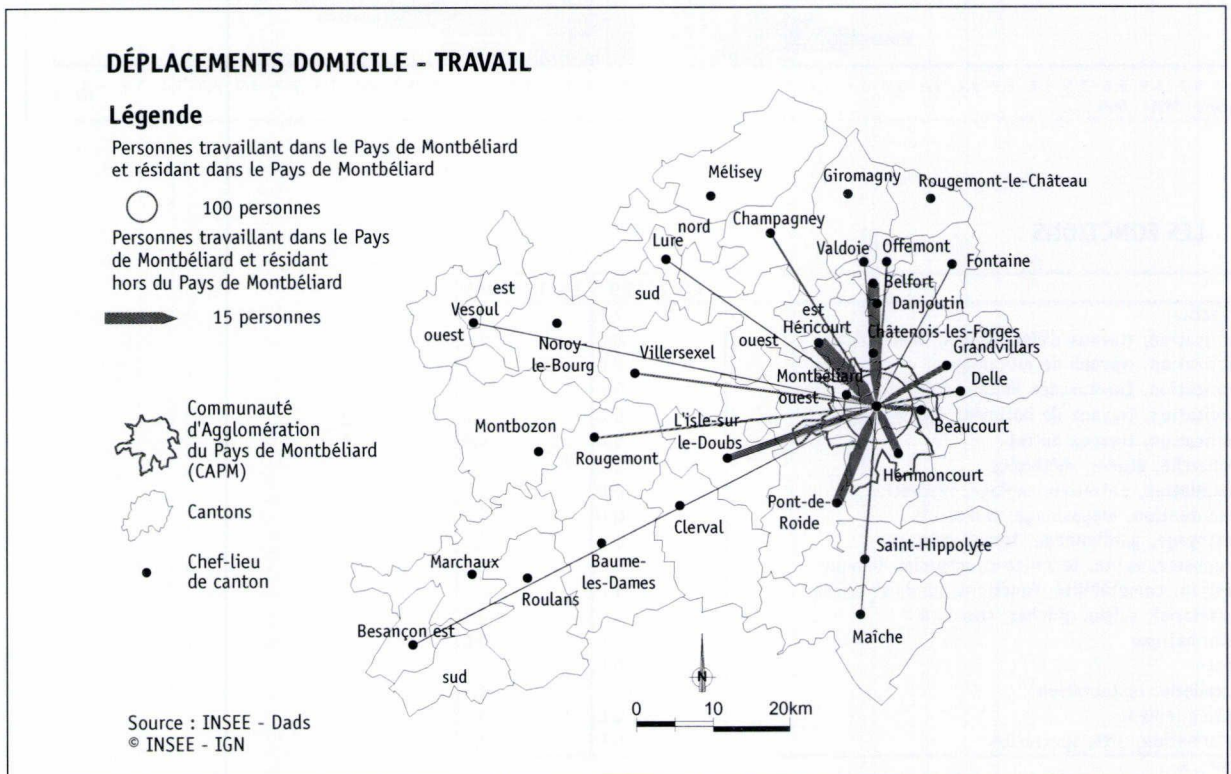 DÉPLACEMENTS DOMICILE - TRAVAIL
Légende
Personnes travaillant dans le Pays de Montbéliard
et résidant dans le Pays de Montbéliard
100 personnes
Personnes travaillant dans le Pays
de Montbéliard et résidant
hors du Pays de Montbéliard
15 personnes
Communauté
d'Agglomération
du Pays de Montbéliard
(CAPM)
Cantons
Chef-lieu
de canton
Source : INSEE - Dads
© INSEE - IGN
Mélisey
Giromagny
Rougemont-le-Château
nord
Champagney
Lure
Valdoie
Offemont
Fontaine
est
sud
Belfort
Danjoutin
Vesoul
ouest
est
Héricourt
ouest
Châtenois-les-Forges
Grandvillars
Noroy-
le-Bourg
Villersexel
Montbéliard
ouest
Delle
Beaucourt
Montbozon
Rougemont
L'isle-sur
le-Doubs
Hérimoncourt
Pont-de-
Roide
Clerval
Saint-Hippolyte
Marchaux
Roulans
Baume-
les-Dames
Besançon est
sud
Maîche
N
0 10 20km